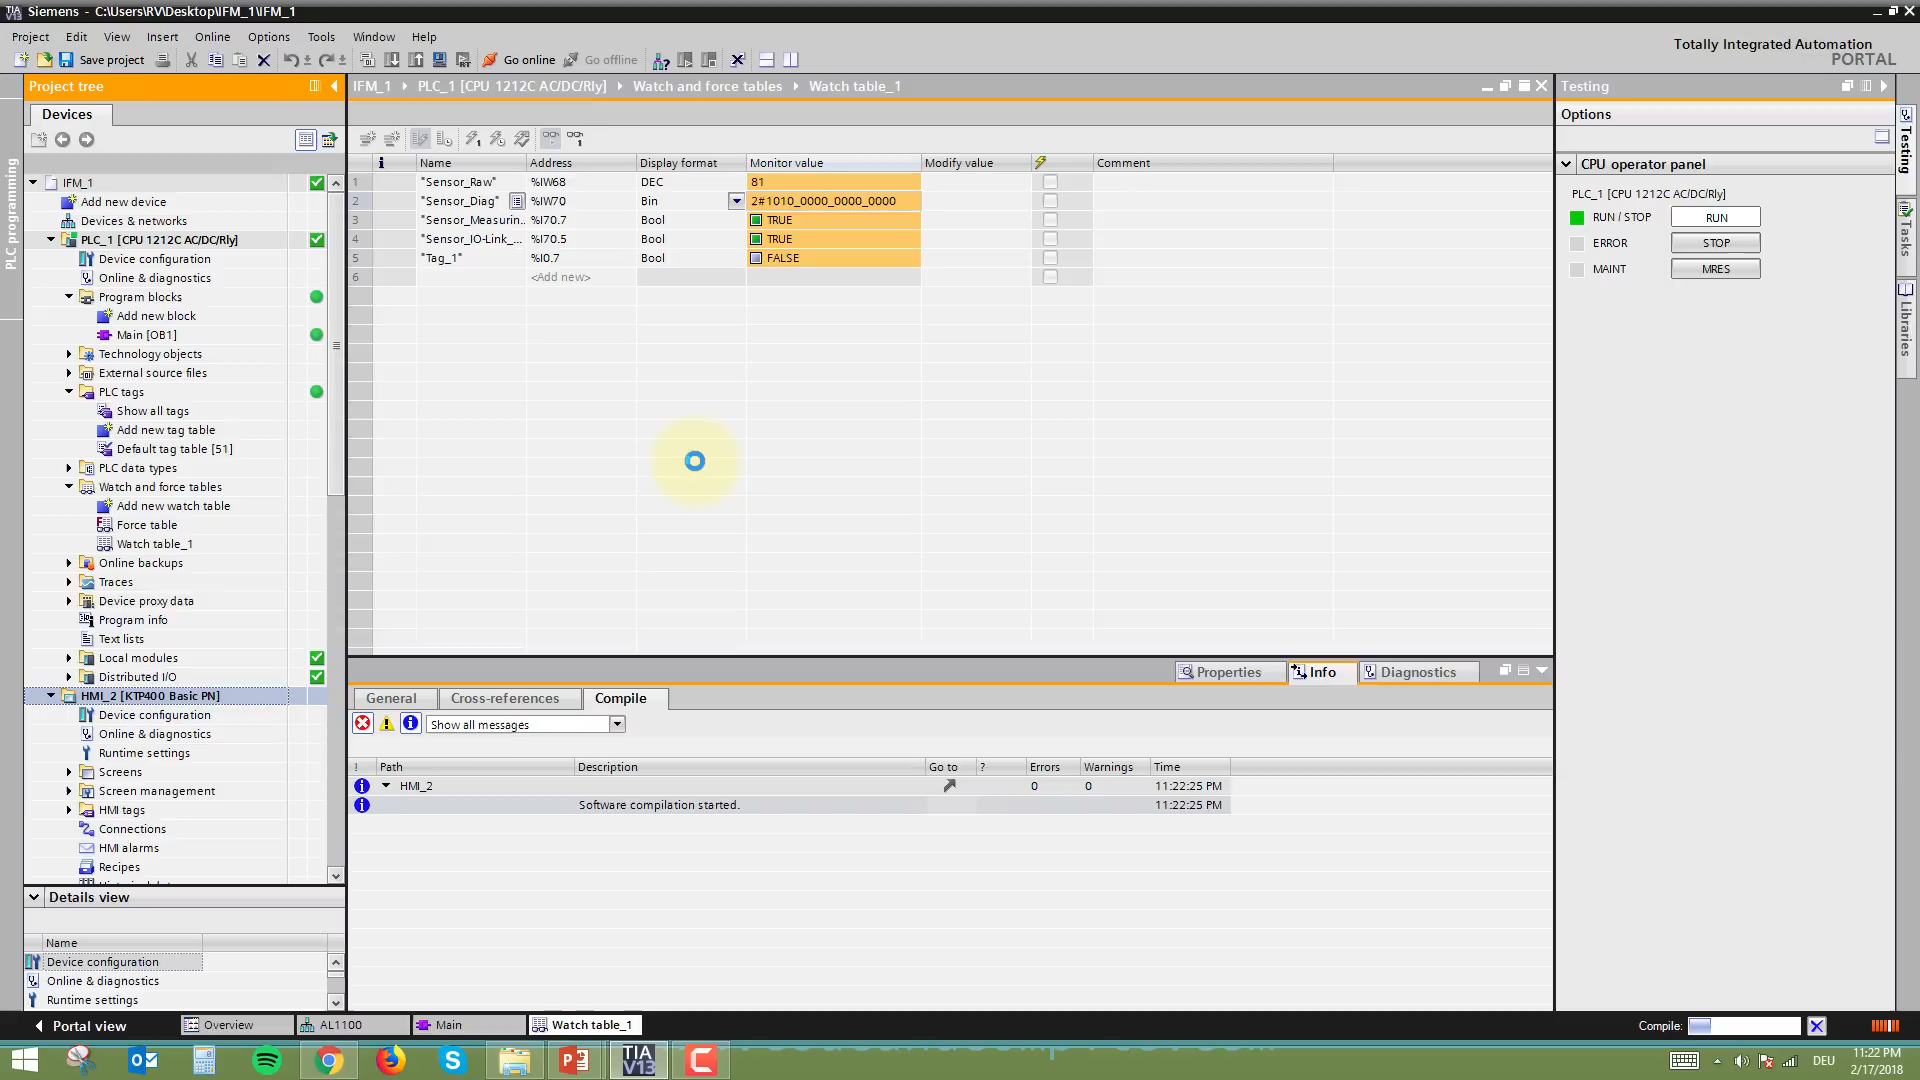 Siemens - C:\Users\RV\Desktop\IFM_1\IFM_1
Project Edit View Insert Online Options Tools Window Help
Totally Integrated Automation
PORTAL
Save project Go online Go offline
Project tree
IFM_1 PLC_1 [CPU 1212C AC/DC/Rly] Watch and force tables Watch table_1
Testing
Devices
Options
PLC programming
i Name Address Display format Monitor value Modify value Comment
1 "Sensor_Raw" %IW68 DEC 81
2 "Sensor_Diag" %IW70 Bin 2#1010_0000_0000_0000
3 "Sensor_Measurin.. %I70.7 Bool TRUE
4 "Sensor_IO-Link_... %I70.5 Bool TRUE
5 "Tag_1" %I0.7 Bool FALSE
6 <Add new>
CPU operator panel
PLC_1 [CPU 1212C AC/DC/Rly]
RUN / STOP RUN
ERROR STOP
MAINT MRES
Testing
Tasks
Libraries
IFM_1
Add new device
Devices & networks
PLC_1 [CPU 1212C AC/DC/Rly]
Device configuration
Online & diagnostics
Program blocks
Add new block
Main [OB1]
Technology objects
External source files
PLC tags
Show all tags
Add new tag table
Default tag table [51]
PLC data types
Watch and force tables
Add new watch table
Force table
Watch table_1
Online backups
Traces
Device proxy data
Program info
Text lists
Local modules
Distributed I/O
HMI_2 [KTP400 Basic PN]
Device configuration
Online & diagnostics
Runtime settings
Screens
Screen management
HMI tags
Connections
HMI alarms
Recipes
Properties Info Diagnostics
General Cross-references Compile
Show all messages
! Path Description Go to ? Errors Warnings Time
HMI_2 0 0 11:22:25 PM
Software compilation started. 11:22:25 PM
Details view
Name
Device configuration
Online & diagnostics
Runtime settings
Portal view Overview AL1100 Main Watch table_1
Compile:
TIA V13
DEU
11:22 PM
2/17/2018